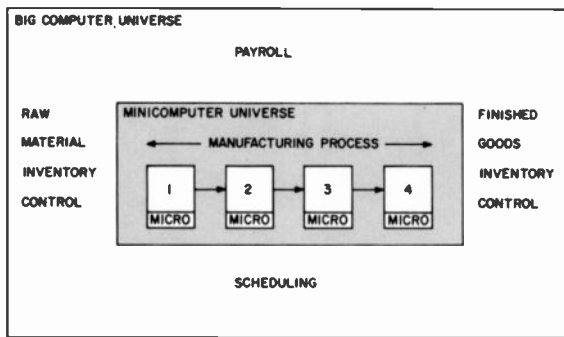 BIG COMPUTER UNIVERSE
PAYROLL
RAW
MATERIAL
INVENTORY
CONTROL
MINICOMPUTER UNIVERSE
MANUFACTURING PROCESS
1
2
3
4
MICRO
MICRO
MICRO
MICRO
FINISHED
GOODS
INVENTORY
CONTROL
SCHEDULING